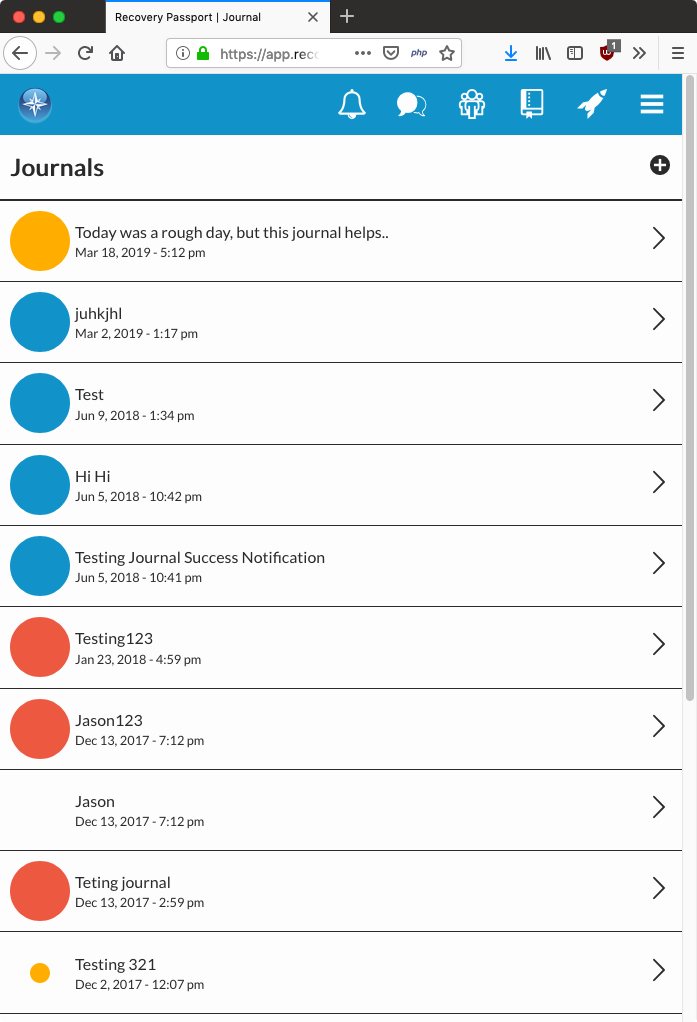 Recovery Passport | Journal
https://app.reco
php
1
Journals
Today was a rough day, but this journal helps..
Mar 18, 2019 - 5:12 pm
juhkjhl
Mar 2, 2019 - 1:17 pm
Test
Jun 9, 2018 - 1:34 pm
Hi Hi
Jun 5, 2018 - 10:42 pm
Testing Journal Success Notification
Jun 5, 2018 - 10:41 pm
Testing123
Jan 23, 2018 - 4:59 pm
Jason123
Dec 13, 2017 - 7:12 pm
Jason
Dec 13, 2017 - 7:12 pm
Teting journal
Dec 13, 2017 - 2:59 pm
Testing 321
Dec 2, 2017 - 12:07 pm